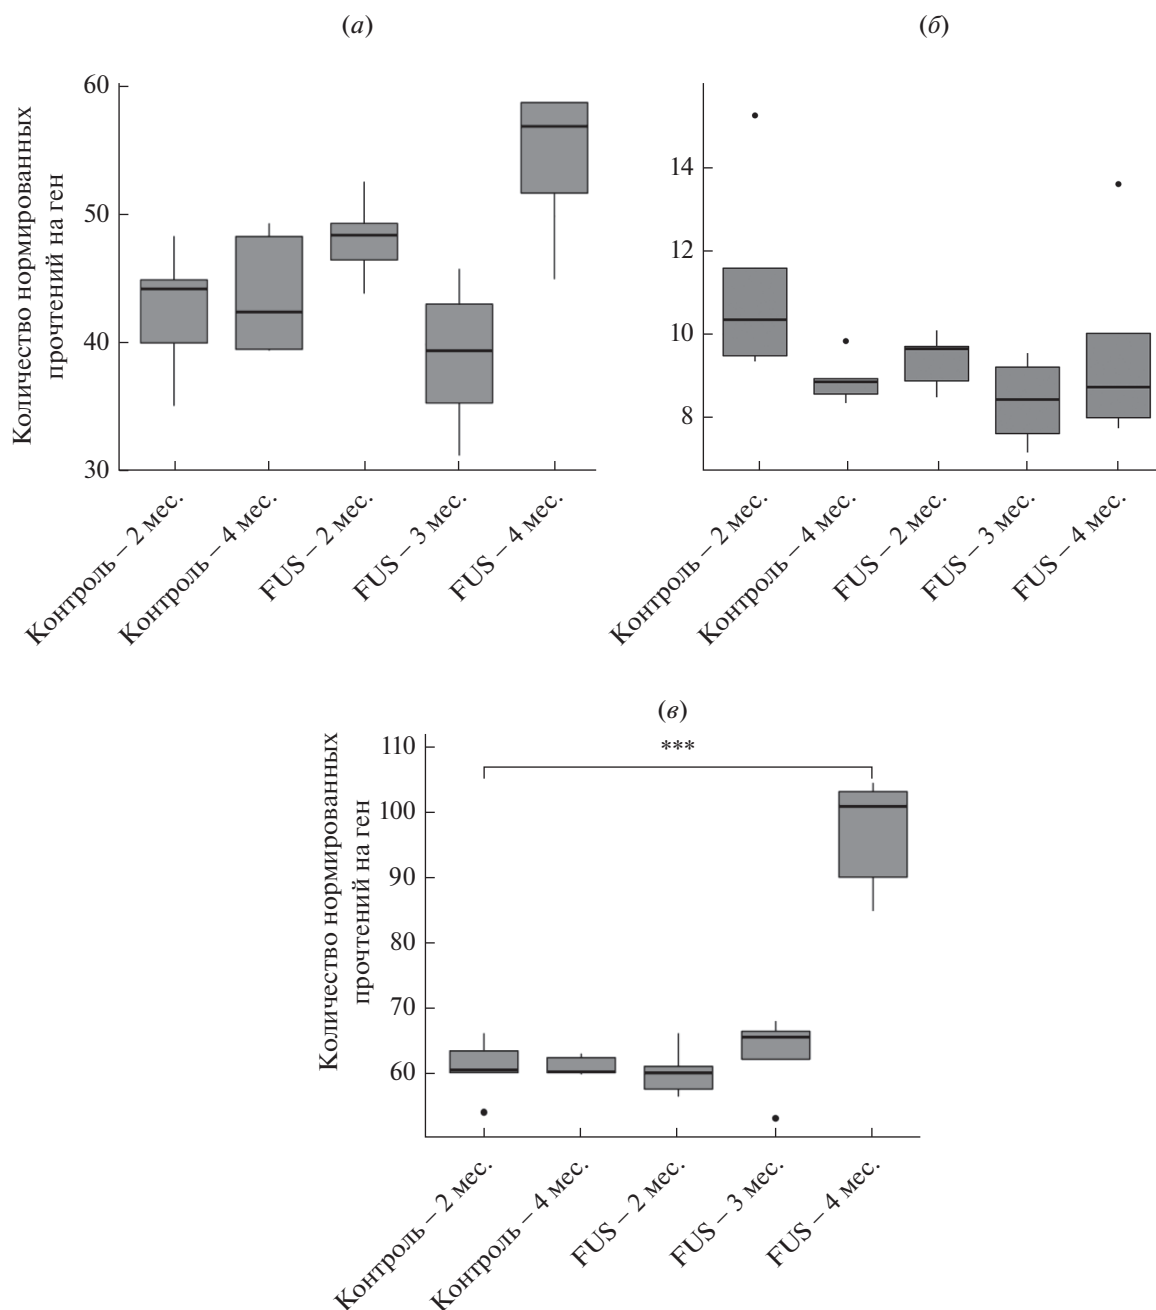 (а)
Количество нормированных
прочтений на ген
60
50
40
30
Контроль – 2 мес.
Контроль – 4 мес.
FUS – 2 мес.
FUS – 3 мес.
FUS – 4 мес.
(б)
14
12
10
8
Контроль – 2 мес.
Контроль – 4 мес.
FUS – 2 мес.
FUS – 3 мес.
FUS – 4 мес.
(в)
Количество нормированных
прочтений на ген
110
100
90
80
70
60
***
Контроль – 2 мес.
Контроль – 4 мес.
FUS – 2 мес.
FUS – 3 мес.
FUS – 4 мес.